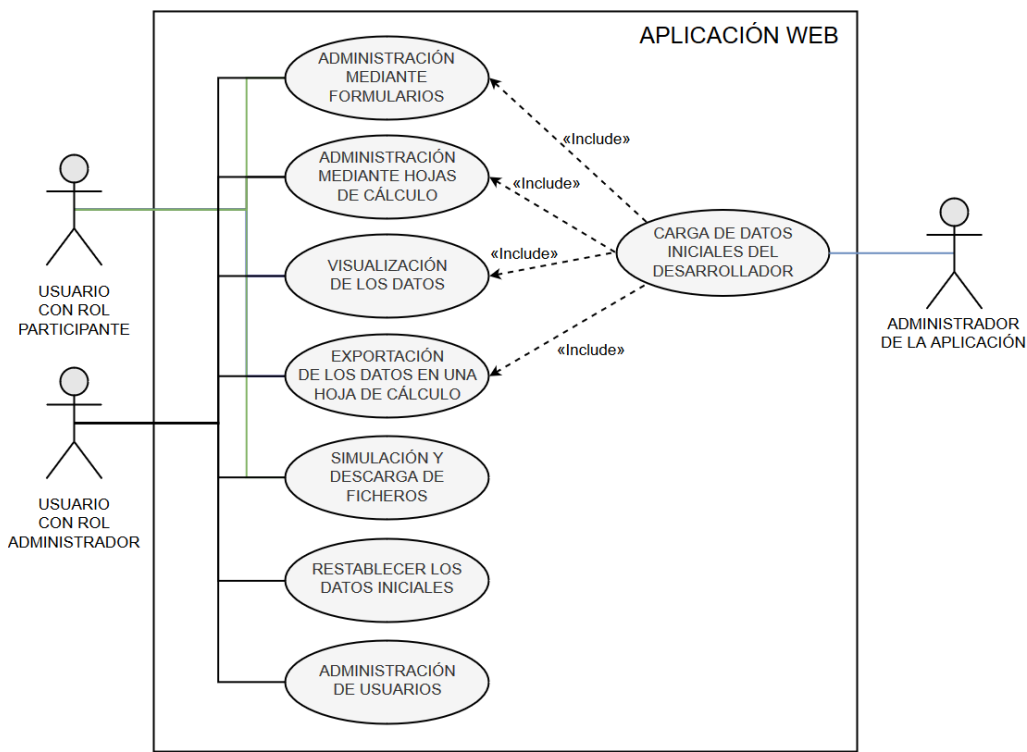 APLICACIÓN WEB
ADMINISTRACIÓN
MEDIANTE
FORMULARIOS
«Include»
ADMINISTRACIÓN
MEDIANTE HOJAS
DE CÁLCULO
«Include»
USUARIO
CON ROL
PARTICIPANTE
VISUALIZACIÓN
DE LOS DATOS
«Include»
CARGA DE DATOS
INICIALES DEL
DESARROLLADOR
ADMINISTRADOR
DE LA APLICACIÓN
EXPORTACIÓN
DE LOS DATOS EN UNA
HOJA DE CÁLCULO
«Include»
USUARIO
CON ROL
ADMINISTRADOR
SIMULACIÓN Y
DESCARGA DE
FICHEROS
RESTABLECER LOS
DATOS INICIALES
ADMINISTRACIÓN
DE USUARIOS